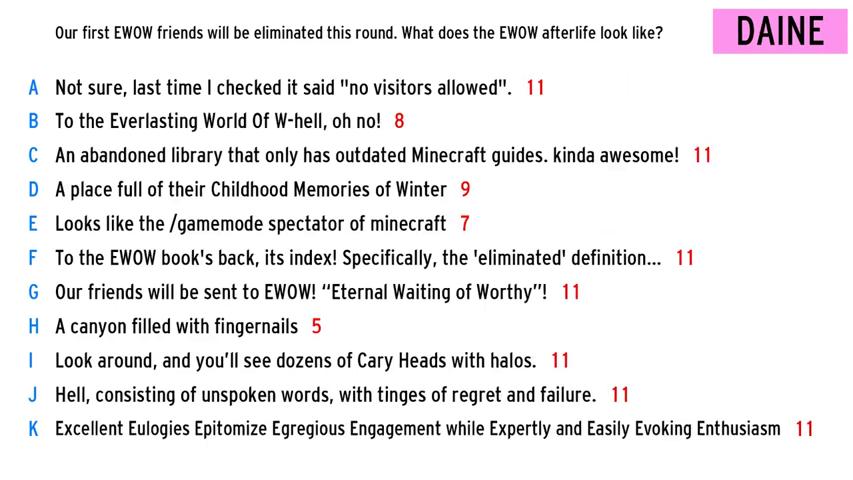 Our first EWOW friends will be eliminated this round. What does the EWOW afterlife look like?
DAINE
A Not sure, last time I checked it said "no visitors allowed". 11
B To the Everlasting World Of W-hell, oh no! 8
C An abandoned library that only has outdated Minecraft guides. kinda awesome! 11
D A place full of their Childhood Memories of Winter 9
E Looks like the /gamemode spectator of minecraft 7
F To the EWOW book's back, its index! Specifically, the 'eliminated' definition... 11
G Our friends will be sent to EWOW! “Eternal Waiting of Worthy”! 11
H A canyon filled with fingernails 5
I Look around, and you’ll see dozens of Cary Heads with halos. 11
J Hell, consisting of unspoken words, with tinges of regret and failure. 11
K Excellent Eulogies Epitomize Egregious Engagement while Expertly and Easily Evoking Enthusiasm 11